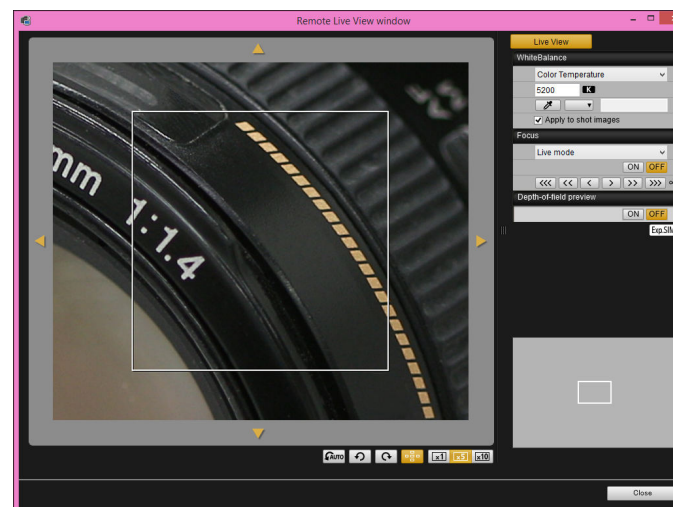 Remote Live View window
Live View
WhiteBalance
Color Temperature
5200 K
Apply to shot images
Focus
Live mode
ON OFF
<<< << < > >> >>>
Depth-of-field preview
ON OFF
Exp.SIM
AF
mm 1:1.4
AUTO x1 x5 x10
Close